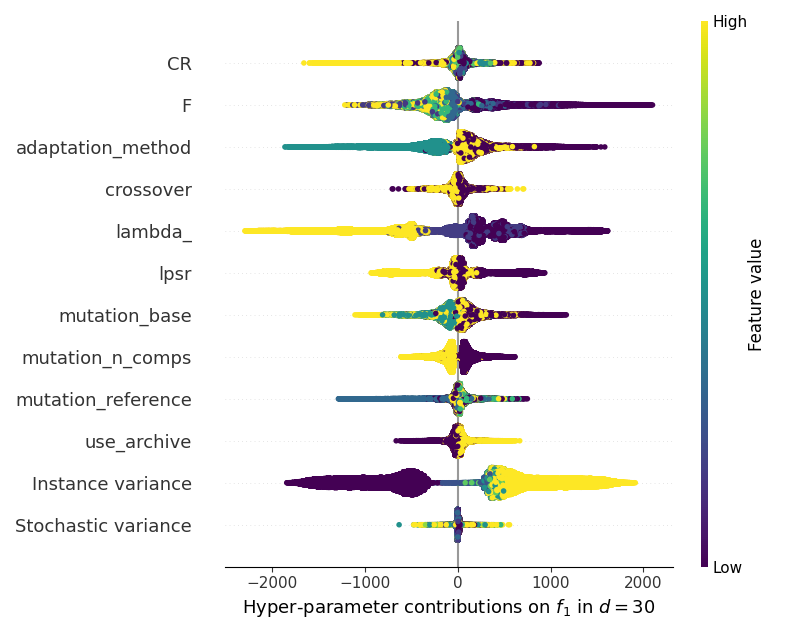 High
CR
F
adaptation_method
crossover
lambda_
lpsr
mutation_base
mutation_n_comps
mutation_reference
use_archive
Instance variance
Stochastic variance
Feature value
Low
−2000 −1000 0 1000 2000
Hyper-parameter contributions on f₁ in d = 30